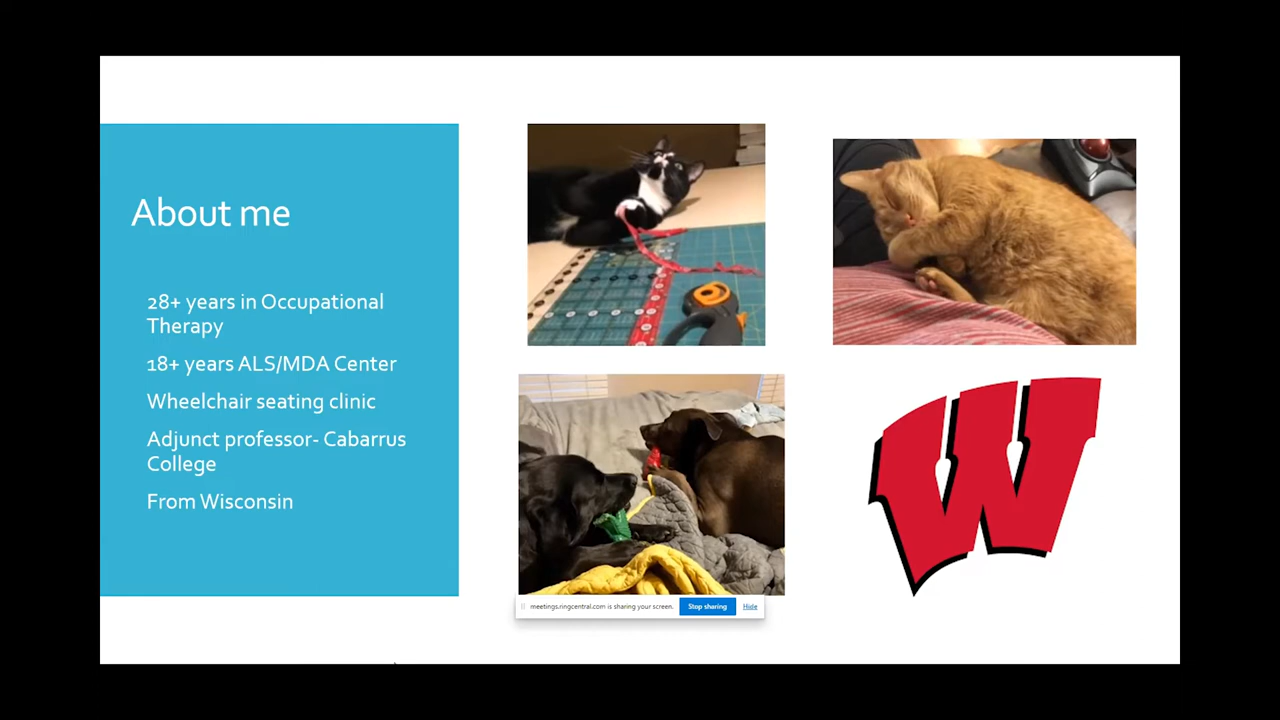 About me
28+ years in Occupational
Therapy
18+ years ALS/MDA Center
Wheelchair seating clinic
Adjunct professor- Cabarrus
College
From Wisconsin
W
meetings.ringcentral.com is sharing your screen. Stop sharing Hide